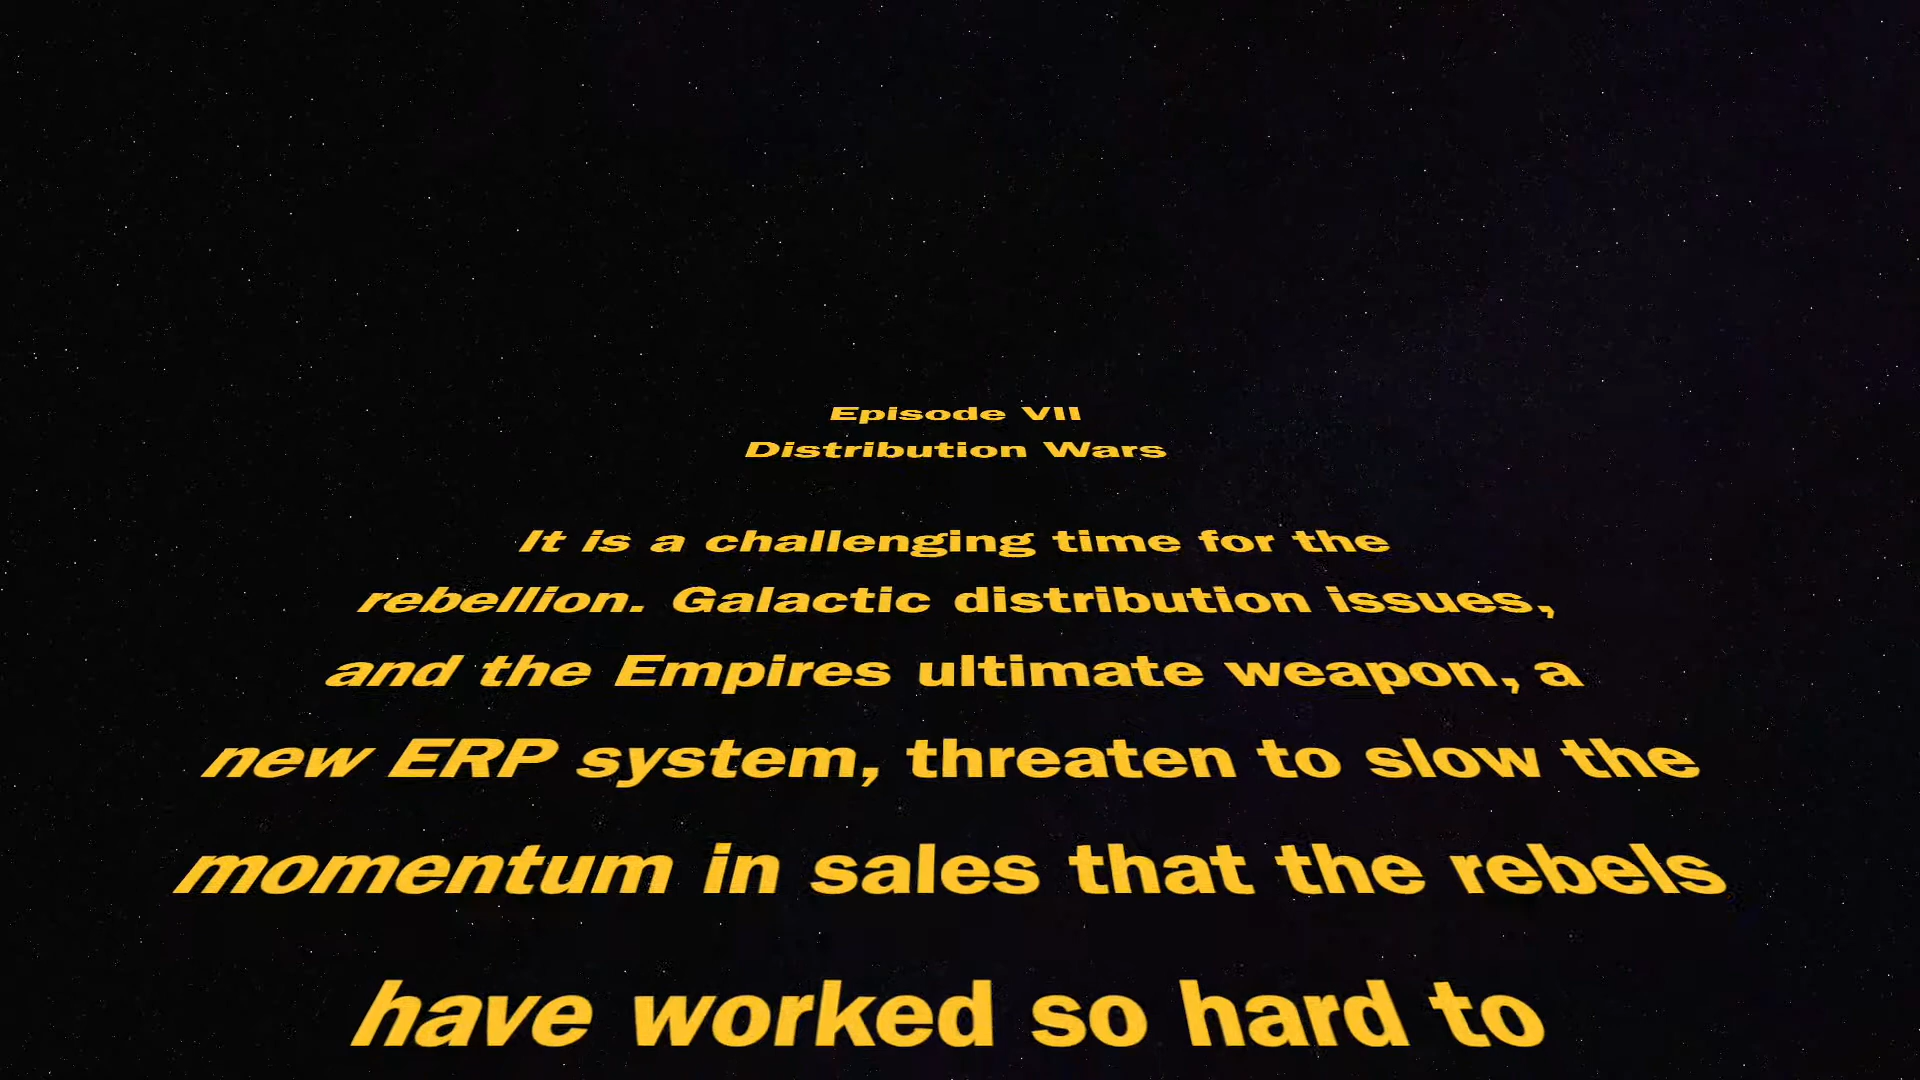 Episode VII
Distribution Wars
It is a challenging time for the
rebellion. Galactic distribution issues,
and the Empires ultimate weapon, a
new ERP system, threaten to slow the
momentum in sales that the rebels
have worked so hard to